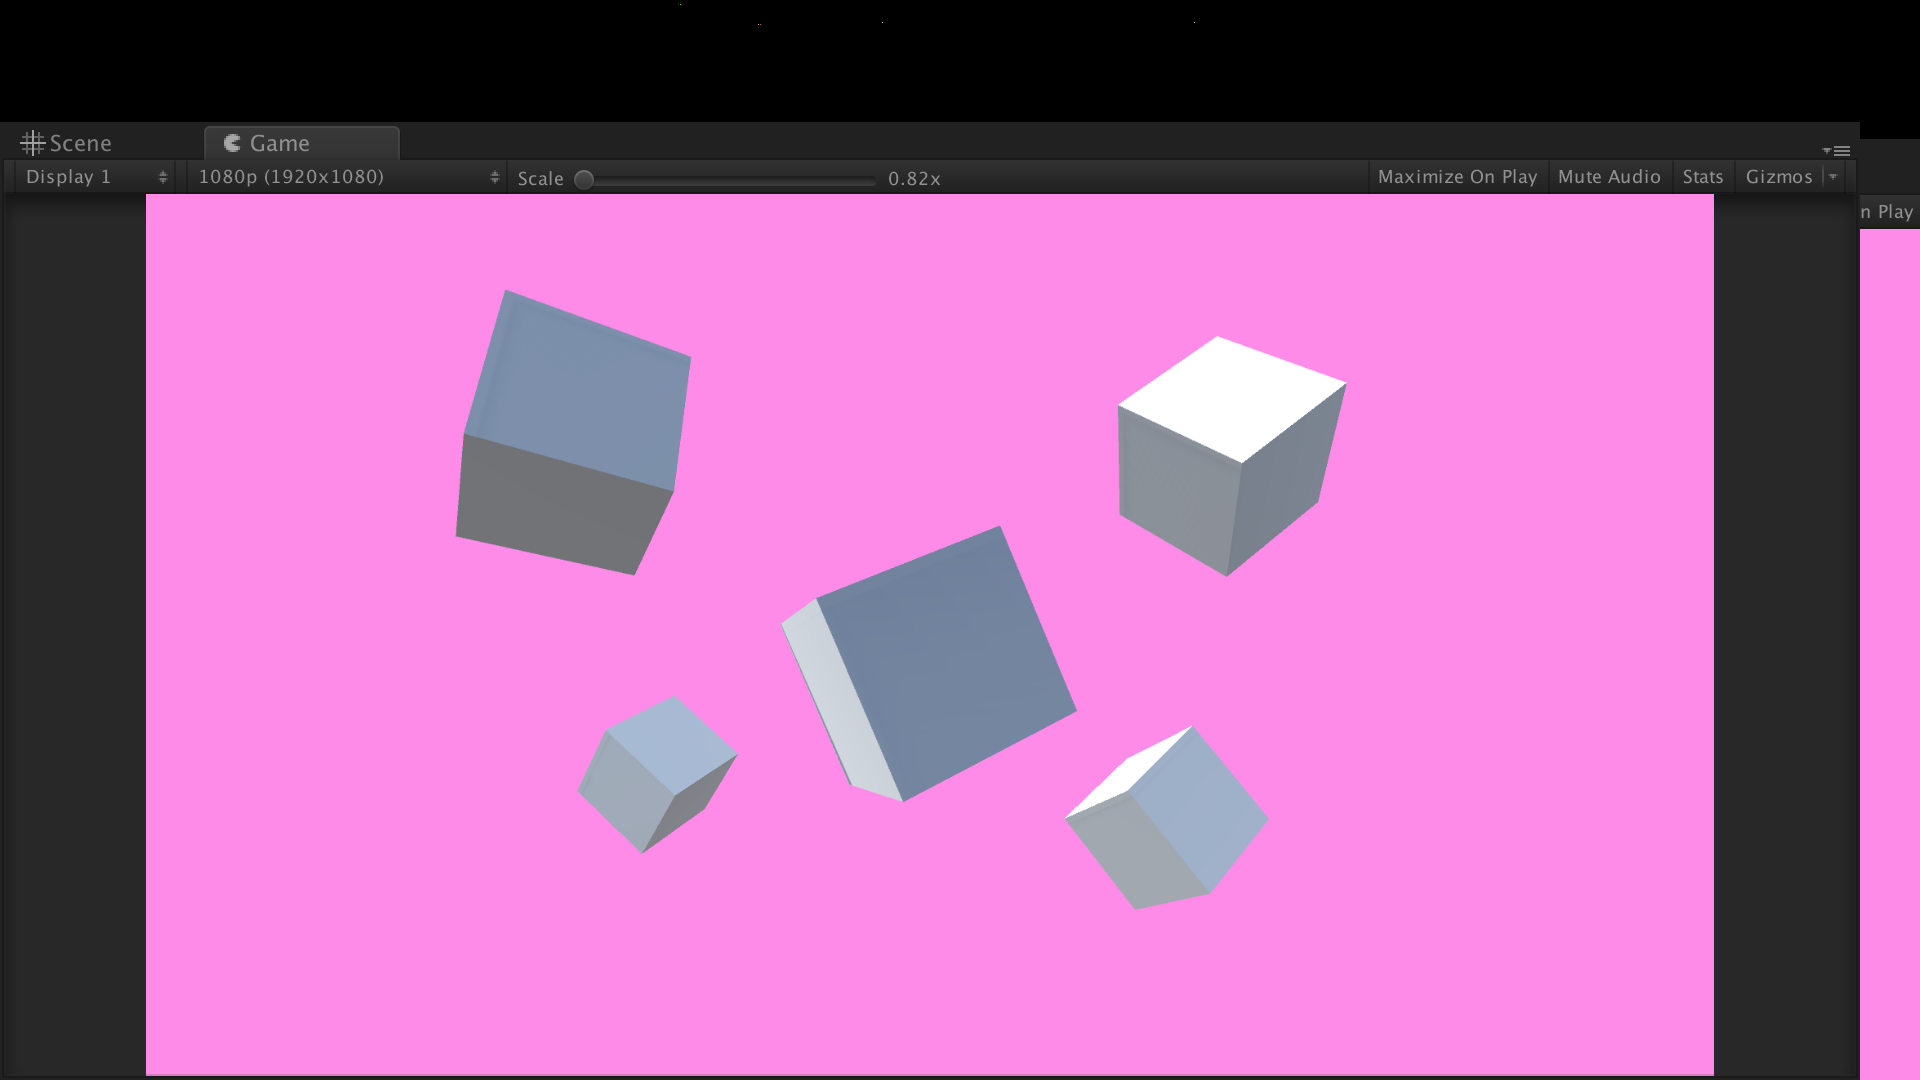 Scene Game
Display 1 1080p (1920x1080) Scale 0.82x Maximize On Play Mute Audio Stats Gizmos
n Play